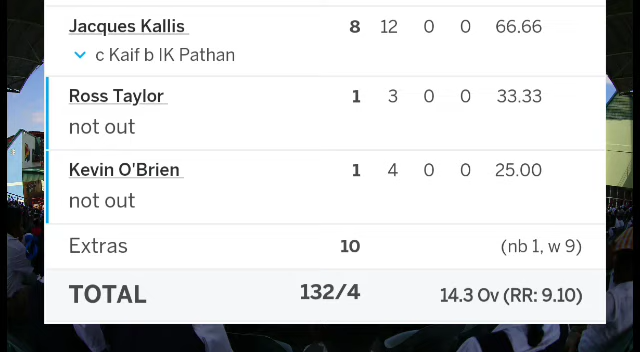 Jacques Kallis 8 12 0 0 66.66
c Kaif b IK Pathan
Ross Taylor 1 3 0 0 33.33
not out
Kevin O'Brien 1 4 0 0 25.00
not out
Extras 10 (nb 1, w 9)
TOTAL 132/4 14.3 Ov (RR: 9.10)